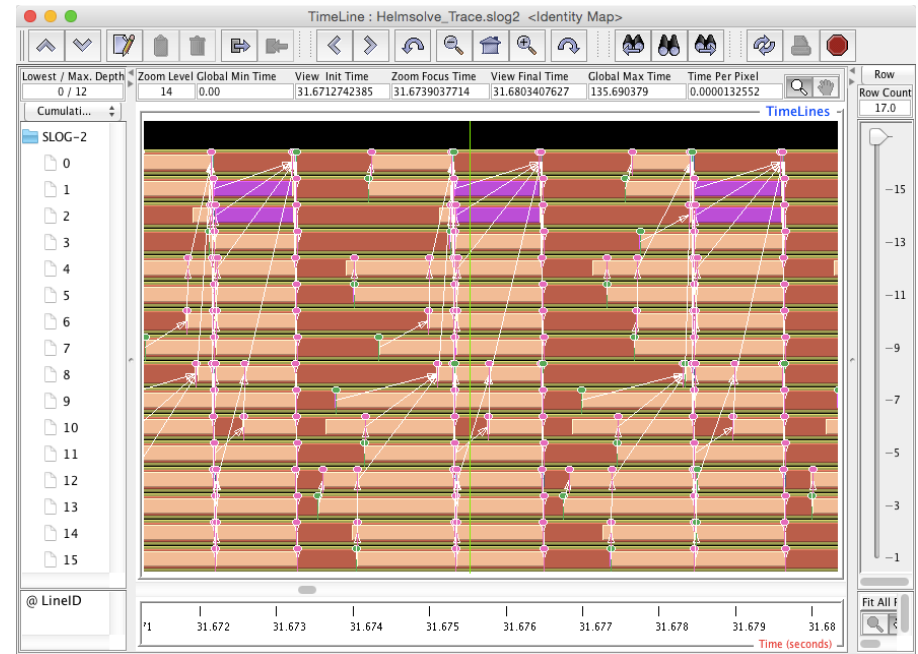 TimeLine : Helmsolve_Trace.slog2 <Identity Map>
Lowest / Max. Depth Zoom Level Global Min Time View Init Time Zoom Focus Time View Final Time Global Max Time Time Per Pixel Row
0 / 12 14 0.00 31.6712742385 31.6739037714 31.6803407627 135.690379 0.0000132552 Row Count
Cumulati... TimeLines 17.0
SLOG-2
0
1
2
3
4
5
6
7
8
9
10
11
12
13
14
15
-15
-13
-11
-9
-7
-5
-3
-1
@ LineID
Fit All
71 31.672 31.673 31.674 31.675 31.676 31.677 31.678 31.679 31.68
Time (seconds)